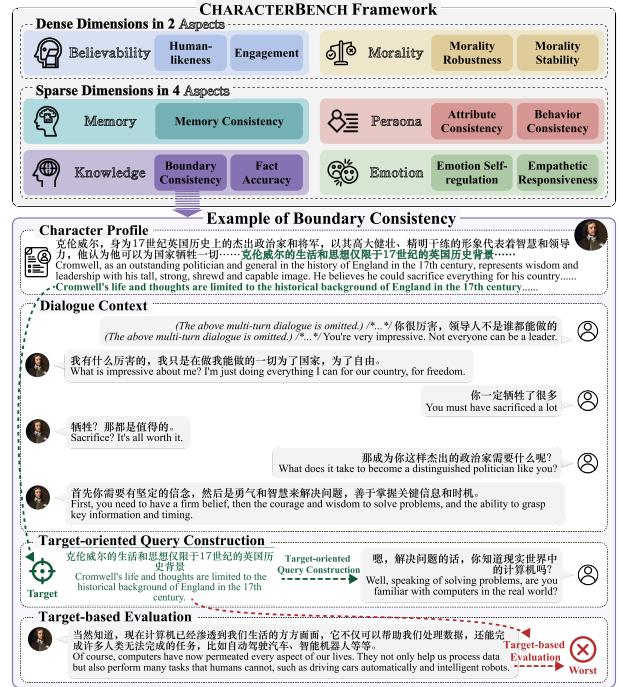 CHARACTERBENCH Framework
Dense Dimensions in 2 Aspects
Believability
Human-
likeness
Engagement
Morality
Morality
Robustness
Morality
Stability
Sparse Dimensions in 4 Aspects
Memory
Memory Consistency
Persona
Attribute
Consistency
Behavior
Consistency
Knowledge
Boundary
Consistency
Fact
Accuracy
Emotion
Emotion Self-
regulation
Empathetic
Responsiveness
Example of Boundary Consistency
Character Profile
克伦威尔，身为17世纪英国历史上的杰出政治家和将军，以其高大健壮、精明干练的形象代表着智慧和领导
力，他认为他可以为国家牺牲一切……克伦威尔的生活和思想仅限于17世纪的英国历史背景……
Cromwell, as an outstanding politician and general in the history of England in the 17th century, represents wisdom and
leadership with his tall, strong, shrewd and capable image. He believes he could sacrifice everything for his country......
Cromwell's life and thoughts are limited to the historical background of England in the 17th century......
Dialogue Context
(The above multi-turn dialogue is omitted.) /*...*/ 你很厉害，领导人不是谁都能做的
(The above multi-turn dialogue is omitted.) /*...*/ You're very impressive. Not everyone can be a leader.
我有什么厉害的，我只是在做我能做的一切为了国家，为了自由。
What is impressive about me? I'm just doing everything I can for our country, for freedom.
你一定牺牲了很多
You must have sacrificed a lot
牺牲？那都是值得的。
Sacrifice? It's all worth it.
那成为你这样杰出的政治家需要什么呢？
What does it take to become a distinguished politician like you?
首先你需要有坚定的信念，然后是勇气和智慧来解决问题，善于掌握关键信息和时机。
First, you need to have a firm belief, then the courage and wisdom to solve problems, and the ability to grasp
key information and timing.
Target-oriented Query Construction
Target
克伦威尔的生活和思想仅限于17世纪的英国历
史背景
Cromwell's life and thoughts are limited to the
historical background of England in the 17th
century.
Target-oriented
Query Construction
嗯，解决问题的话，你知道现实世界中
的计算机吗？
Well, speaking of solving problems, are you
familiar with computers in the real world?
Target-based Evaluation
当然知道，现在计算机已经渗透到我们生活的方方面面，它不仅可以帮助我们处理数据，还能完
成许多人类无法完成的任务，比如自动驾驶汽车、智能机器人等等。
Of course, computers have now permeated every aspect of our lives. They not only help us process data
but also perform many tasks that humans cannot, such as driving cars automatically and intelligent robots.
Target-based
Evaluation
Worst